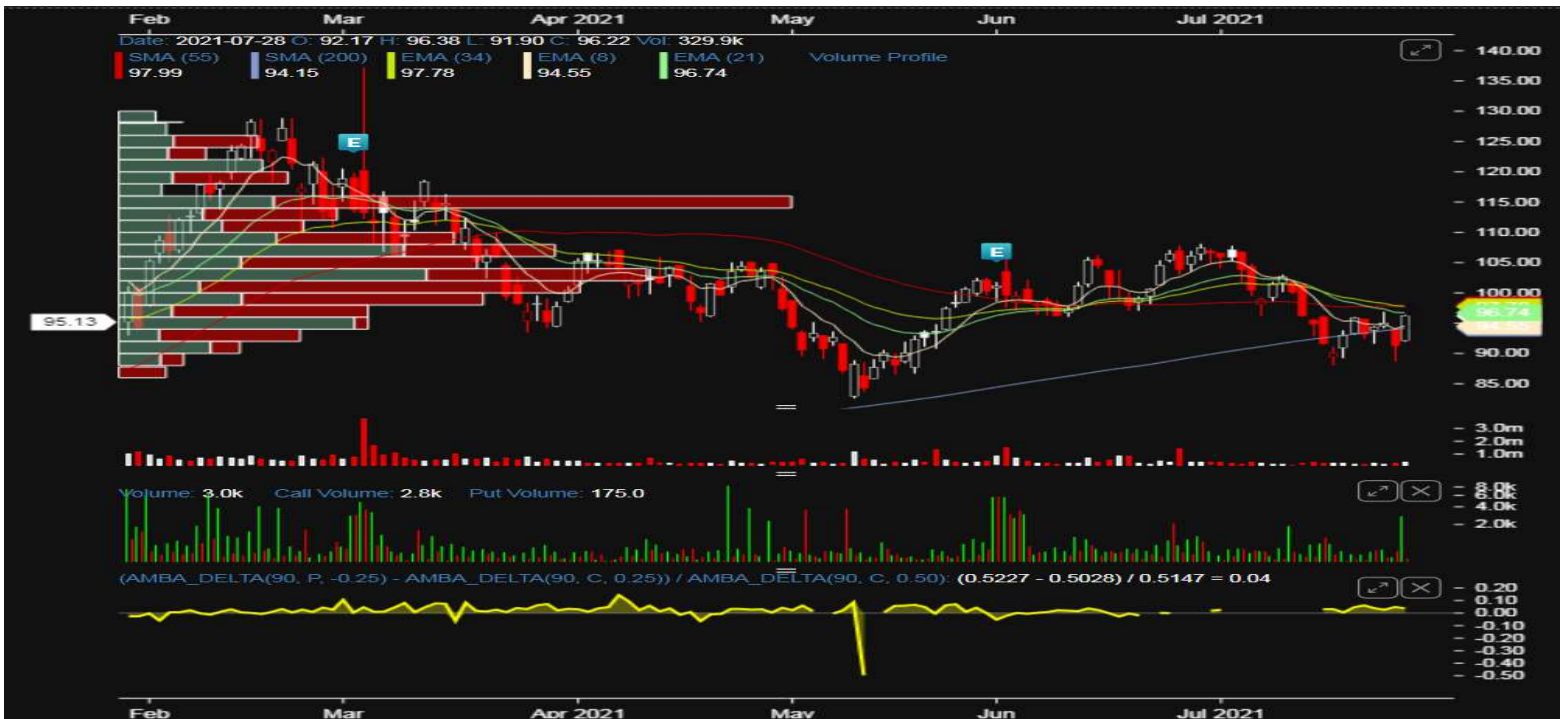 Feb Mar Apr 2021 May Jun Jul 2021
Date: 2021-07-28 O: 92.17 H: 96.38 L: 91.90 C: 96.22 Vol: 329.9k
SMA (55) SMA (200) EMA (34) EMA (8) EMA (21) Volume Profile
97.99 94.15 97.78 94.55 96.74
140.00
135.00
130.00
E
125.00
120.00
115.00
110.00
E
105.00
100.00
96.74
94.55
95.13
90.00
85.00
3.0m
2.0m
1.0m
Volume: 3.0k Call Volume: 2.8k Put Volume: 175.0
8.0k
6.0k
4.0k
2.0k
(AMBA_DELTA(90, P, -0.25) - AMBA_DELTA(90, C, 0.25)) / AMBA_DELTA(90, C, 0.50): (0.5227 - 0.5028) / 0.5147 = 0.04
0.20
0.10
0.00
-0.10
-0.20
-0.30
-0.40
-0.50
Feb Mar Apr 2021 May Jun Jul 2021